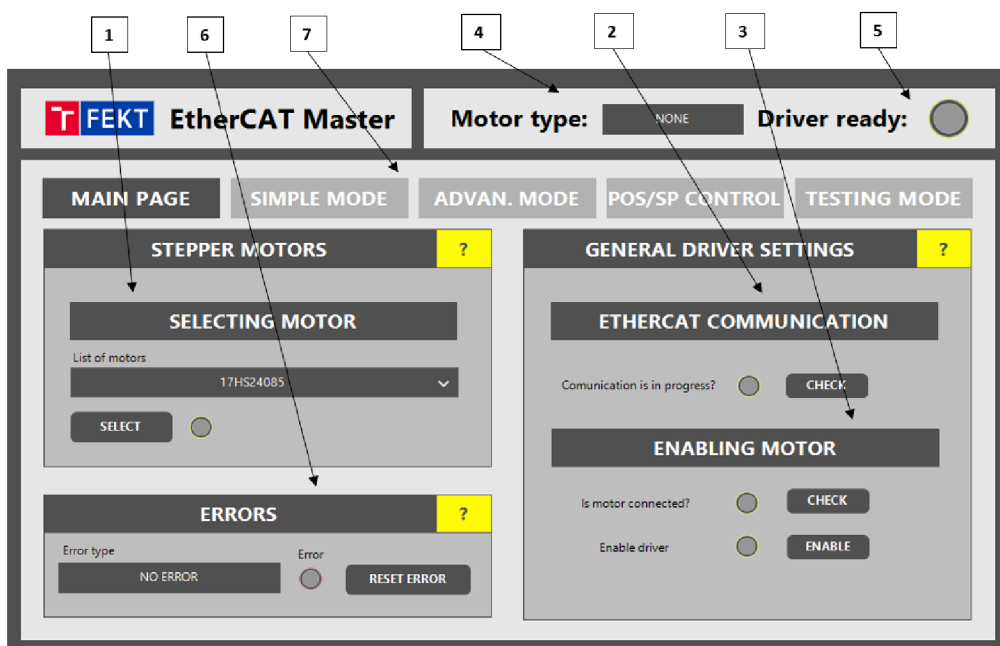 1 6 7 4 2 3 5
T FEKT EtherCAT Master Motor type: NONE Driver ready:
MAIN PAGE SIMPLE MODE ADVAN. MODE POS/SP CONTROL TESTING MODE
STEPPER MOTORS ?
SELECTING MOTOR
List of motors
17HS24085
SELECT
ERRORS ?
Error type Error
NO ERROR RESET ERROR
GENERAL DRIVER SETTINGS ?
ETHERCAT COMMUNICATION
Comunication is in progress? CHECK
ENABLING MOTOR
Is motor connected? CHECK
Enable driver ENABLE